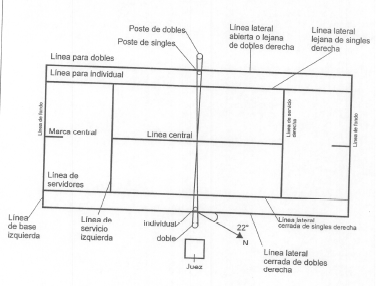 Poste de dobles
Poste de singles
Línea lateral
abierta o lejana
de dobles derecha
Línea lateral
lejana de singles
derecha
Línea para dobles
Línea para individual
Línea de fondo
Marca central
Línea central
Línea de servicio
derecha
Línea de fondo
Línea de
servidores
Línea
de base
izquierda
Línea de
servicio
izquierda
individual
doble
22°
N
Juez
Línea lateral
cerrada de singles derecha
Línea lateral
cerrada de dobles
derecha